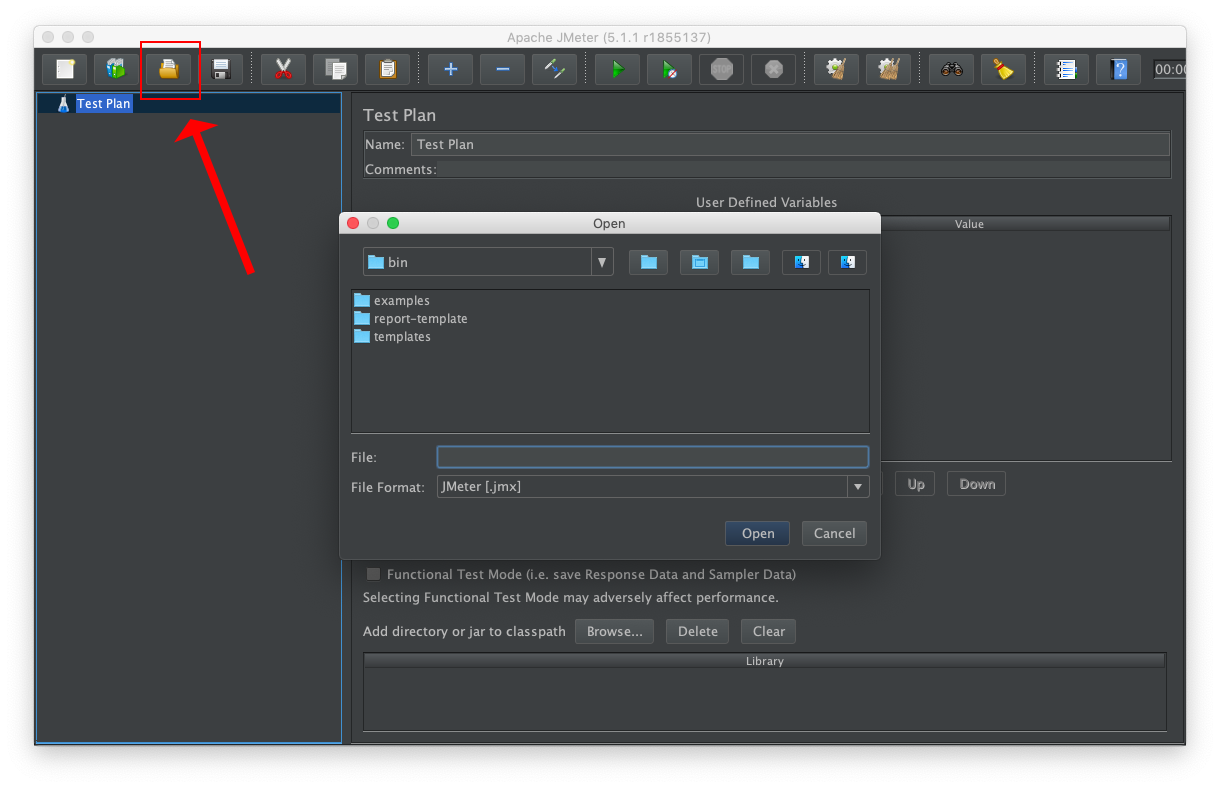 Apache JMeter (5.1.1 r1855137)
STOP
?
Test Plan
Test Plan
Name: Test Plan
Comments:
User Defined Variables
Value
Open
bin
examples
report-template
templates
File:
File Format: JMeter [.jmx]
Open Cancel
Up Down
Functional Test Mode (i.e. save Response Data and Sampler Data)
Selecting Functional Test Mode may adversely affect performance.
Add directory or jar to classpath Browse... Delete Clear
Library